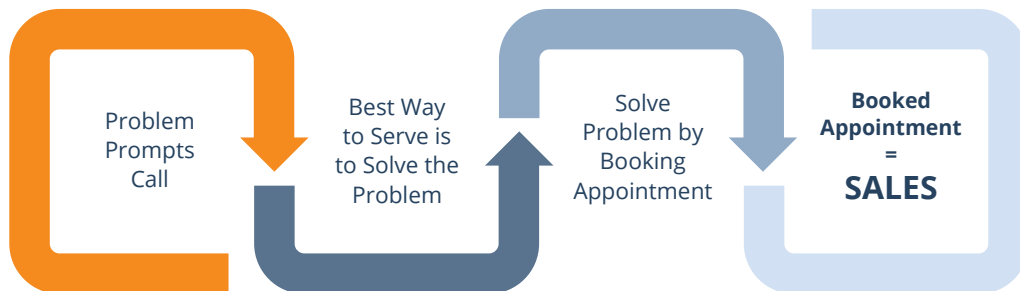 Problem
Prompts
Call
Best Way
to Serve is
to Solve the
Problem
Solve
Problem by
Booking
Appointment
Booked
Appointment
=
SALES